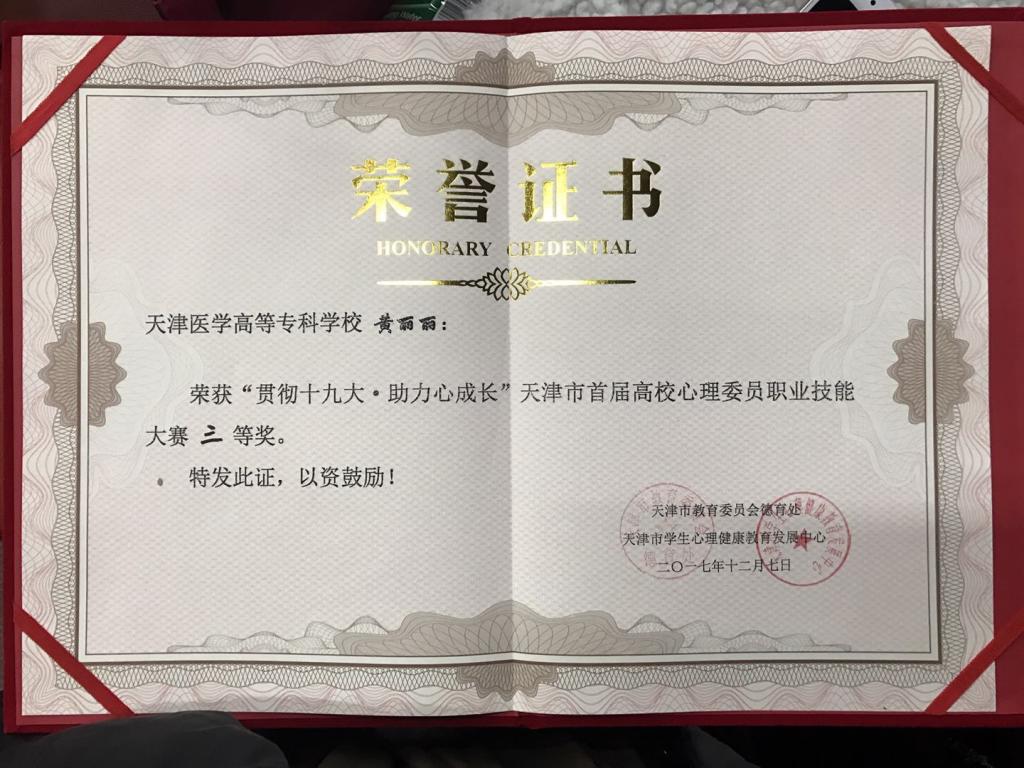 荣誉证书
HONORARY CREDENTIAL
天津医学高等专科学校 黄丽丽：
荣获“贯彻十九大·助力心成长”天津市首届高校心理委员职业技能
大赛 三 等奖。
特发此证，以资鼓励！
天津市教育委员会德育处
天津市学生心理健康教育发展中心
二〇一七年十二月七日